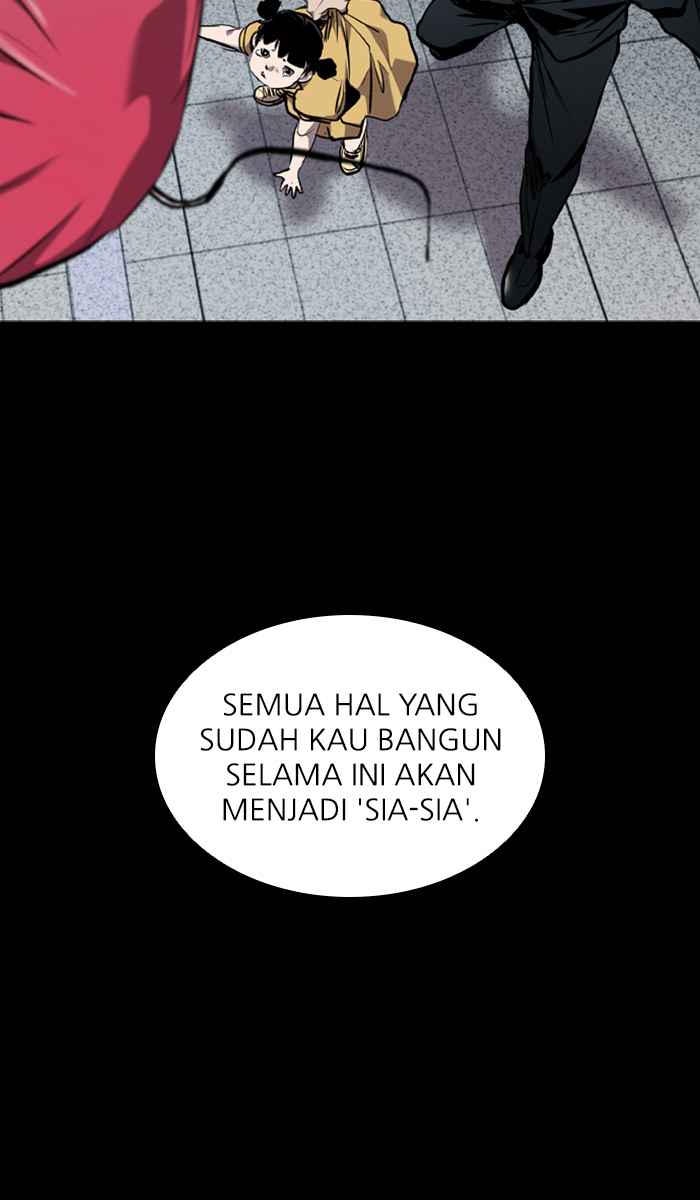 SEMUA HAL YANG
SUDAH KAU BANGUN
SELAMA INI AKAN
MENJADI 'SIA-SIA'.